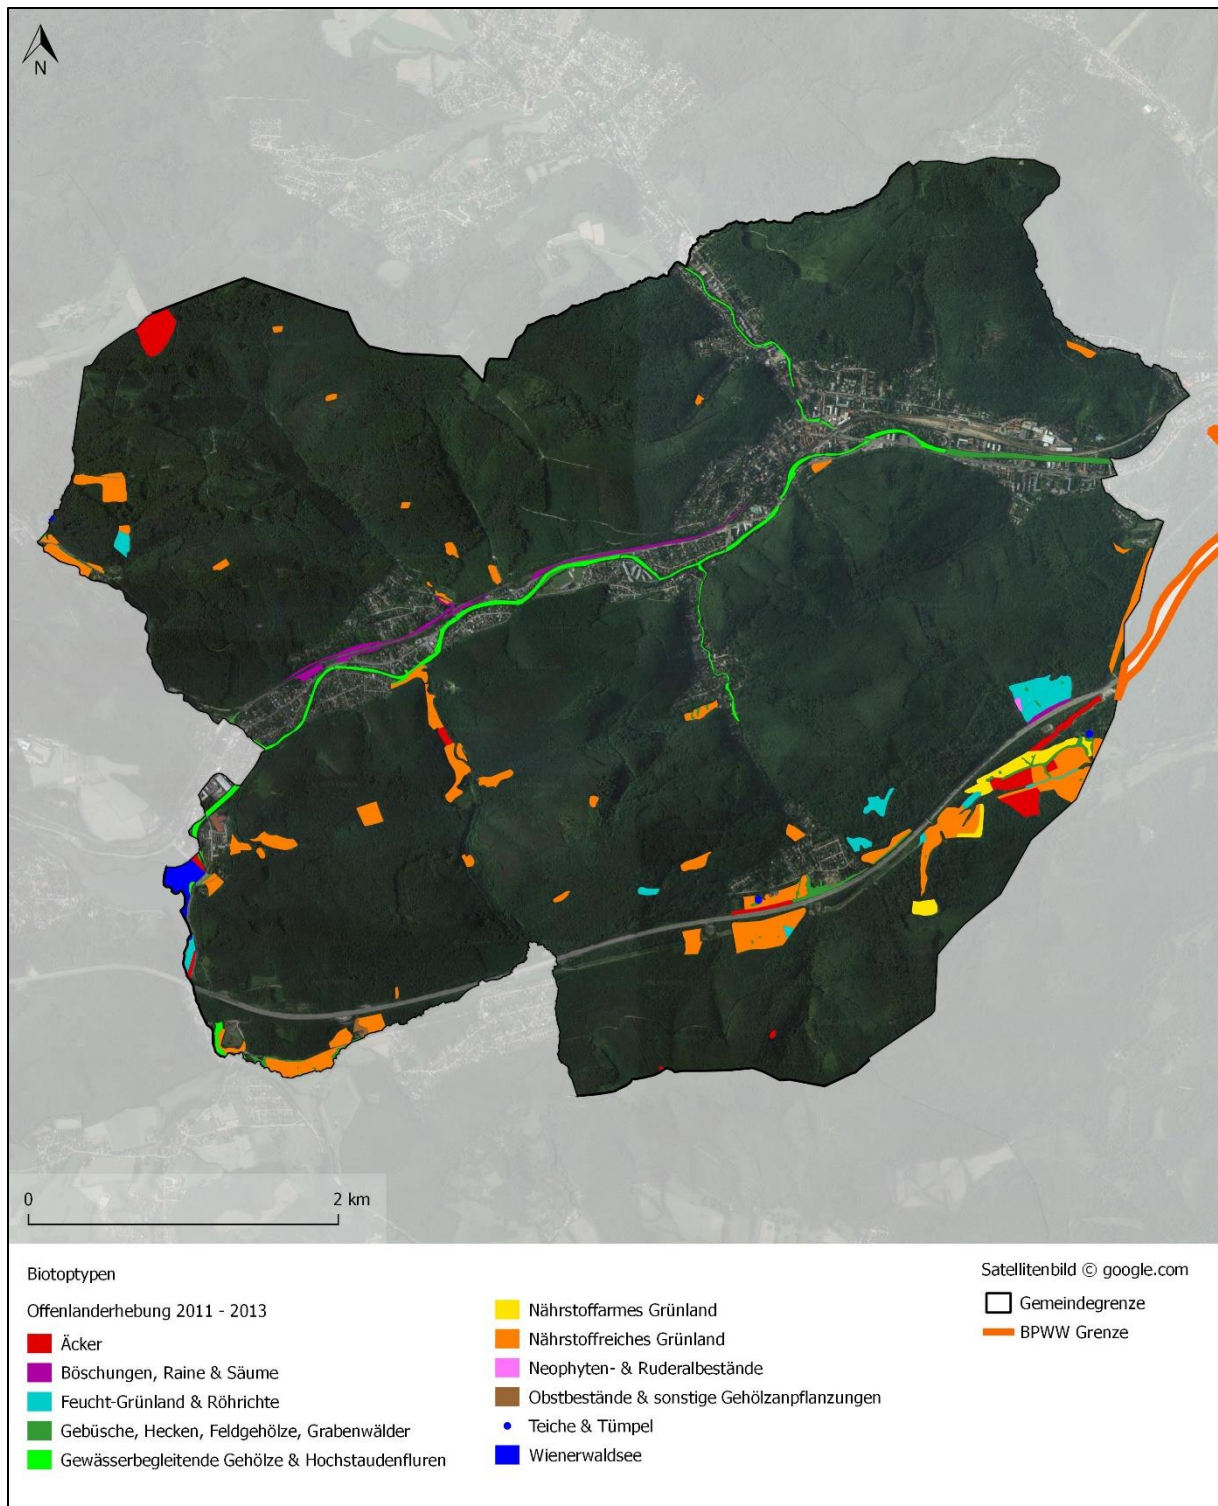 N
0 2 km
Biotoptypen
Offenlanderhebung 2011 - 2013
Äcker
Böschungen, Raine & Säume
Feucht-Grünland & Röhrichte
Gebüsche, Hecken, Feldgehölze, Grabenwälder
Gewässerbegleitende Gehölze & Hochstaudenfluren
Nährstoffarmes Grünland
Nährstoffreiches Grünland
Neophyten- & Ruderalbestände
Obstbestände & sonstige Gehölzanpflanzungen
Teiche & Tümpel
Wienerwaldsee
Satellitenbild © google.com
Gemeindegrenze
BPWW Grenze